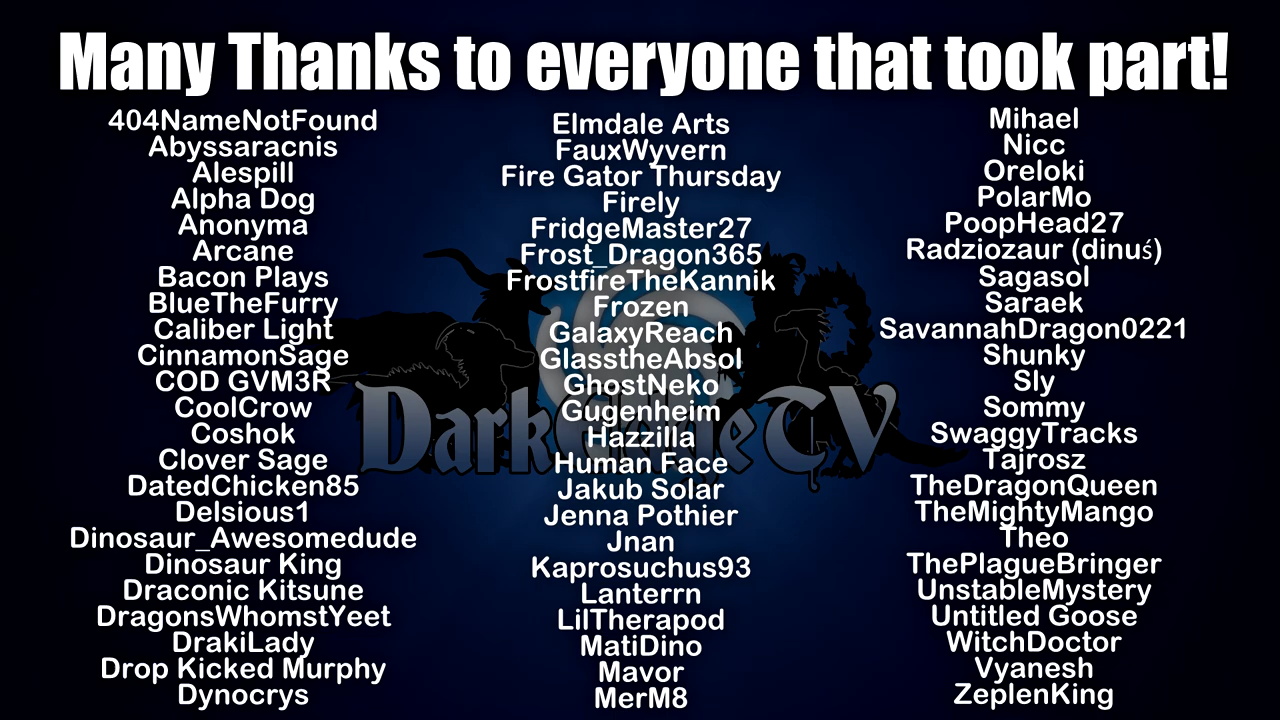 Many Thanks to everyone that took part!
404NameNotFound
Abyssaracnis
Alespill
Alpha Dog
Anonyma
Arcane
Bacon Plays
BlueTheFurry
Caliber Light
CinnamonSage
COD GVM3R
CoolCrow
Coshok
Clover Sage
DatedChicken85
Delsious1
Dinosaur_Awesomedude
Dinosaur King
Draconic Kitsune
DragonsWhomstYeet
DrakiLady
Drop Kicked Murphy
Dynocrys
Elmdale Arts
FauxWyvern
Fire Gator Thursday
Firely
FridgeMaster27
Frost_Dragon365
FrostfireTheKannik
Frozen
GalaxyReach
GlasstheAbsol
GhostNeko
Gugenheim
Hazzilla
Human Face
Jakub Solar
Jenna Pothier
Jnan
Kaprosuchus93
Lanterrn
LilTherapod
MatiDino
Mavor
MerM8
Mihael
Nicc
Oreloki
PolarMo
PoopHead27
Radziozaur (dinuś)
Sagasol
Saraek
SavannahDragon0221
Shunky
Sly
Sommy
SwaggyTracks
Tajrosz
TheDragonQueen
TheMightyMango
Theo
ThePlagueBringer
UnstableMystery
Untitled Goose
WitchDoctor
Vyanesh
ZeplenKing